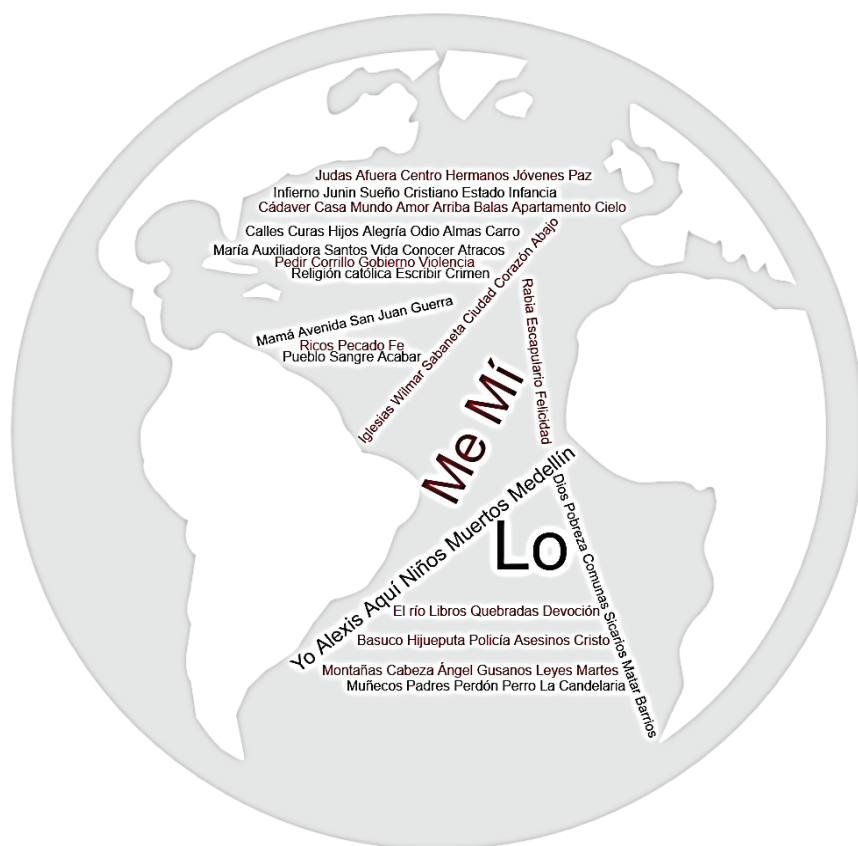 Judas Afuera Centro Hermanos Jóvenes Paz
Infierno Junin Sueño Cristiano Estado Infancia
Cádaver Casa Mundo Amor Arriba Balas Apartamento Cielo
Calles Curas Hijos Alegría Odio Almas Carro
María Auxiliadora Santos Vida Conocer Atracos
Pedir Corrillo Gobierno Violencia
Religión católica Escribir Crimen
Mamá Avenida San Juan Guerra
Ricos Pecado Fe
Pueblo Sangre Acabar
Iglesias Wilmar Sabaneta Ciudad Corazón Abajo
Rabia Escapulario Felicidad
Me Mí
Yo Alexis Aquí Niños Muertos Medellín
Lo
Dios Pobreza Comunas Sicarios Matar Barrios
El río Libros Quebradas Devoción
Basuco Hijueputa Policía Asesinos Cristo
Montañas Cabeza Ángel Gusanos Leyes Martes
Muñecos Padres Perdón Perro La Candelaria